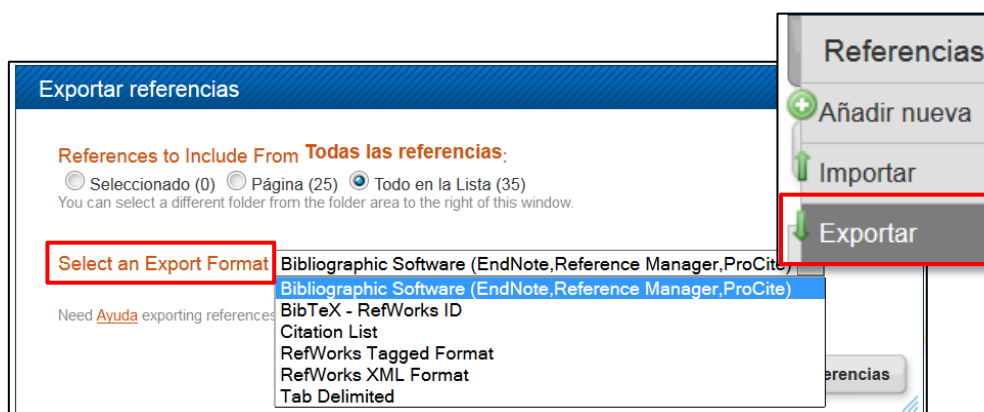 Referencias
Añadir nueva
Importar
Exportar
Exportar referencias
References to Include From Todas las referencias:
Seleccionado (0) Página (25) Todo en la Lista (35)
You can select a different folder from the folder area to the right of this window.
Select an Export Format Bibliographic Software (EndNote,Reference Manager,ProCite)
Bibliographic Software (EndNote,Reference Manager,ProCite)
BibTeX - RefWorks ID
Need Ayuda exporting references
Citation List
RefWorks Tagged Format
RefWorks XML Format
Tab Delimited
erencias